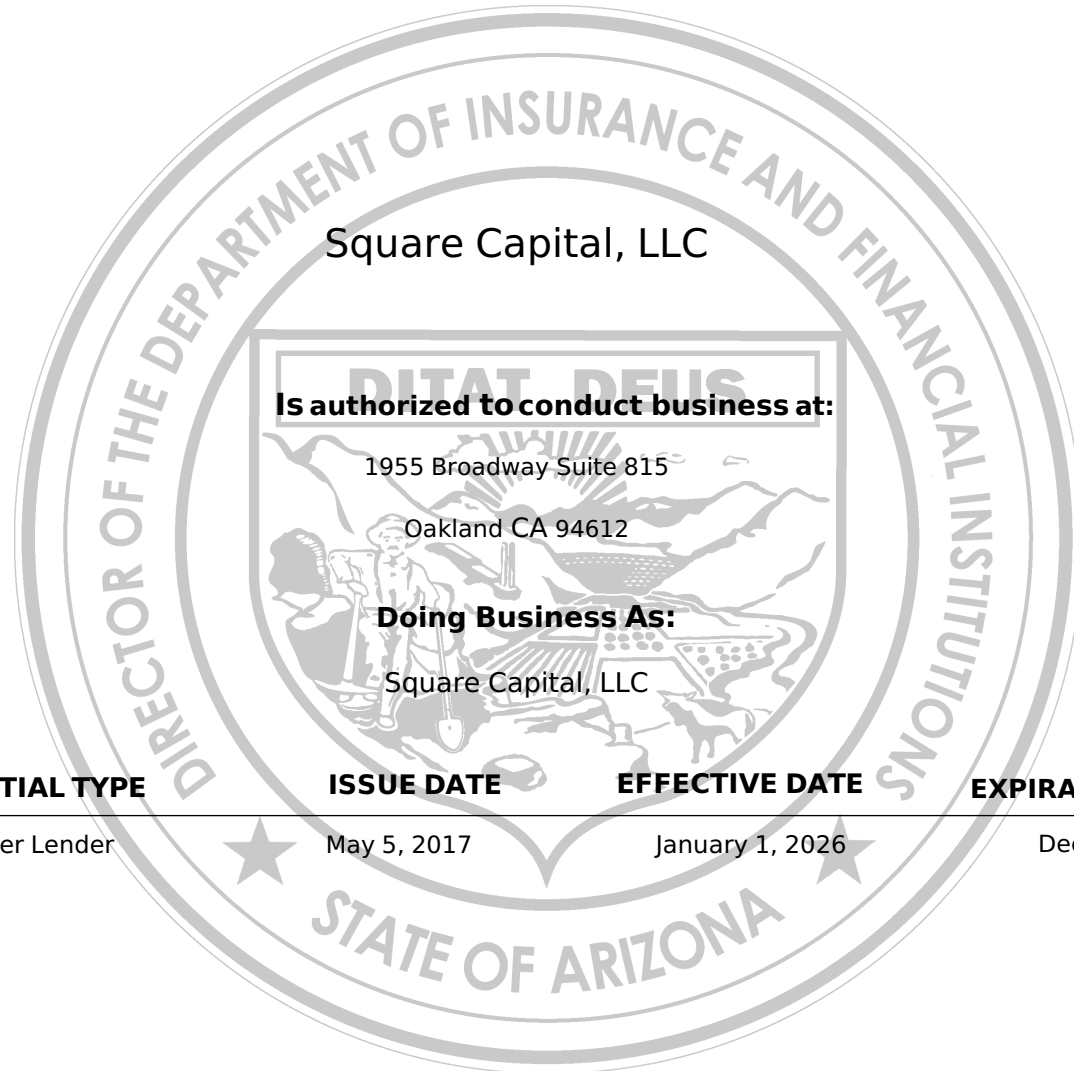 DIRECTOR OF THE DEPARTMENT OF INSURANCE AND FINANCIAL INSTITUTIONS
Square Capital, LLC
DITAT DEUS
Is authorized to conduct business at:
1955 Broadway Suite 815
Oakland CA 94612
Doing Business As:
Square Capital, LLC
TIAL TYPE ISSUE DATE EFFECTIVE DATE EXPIRA
er Lender May 5, 2017 January 1, 2026 Dec
STATE OF ARIZONA